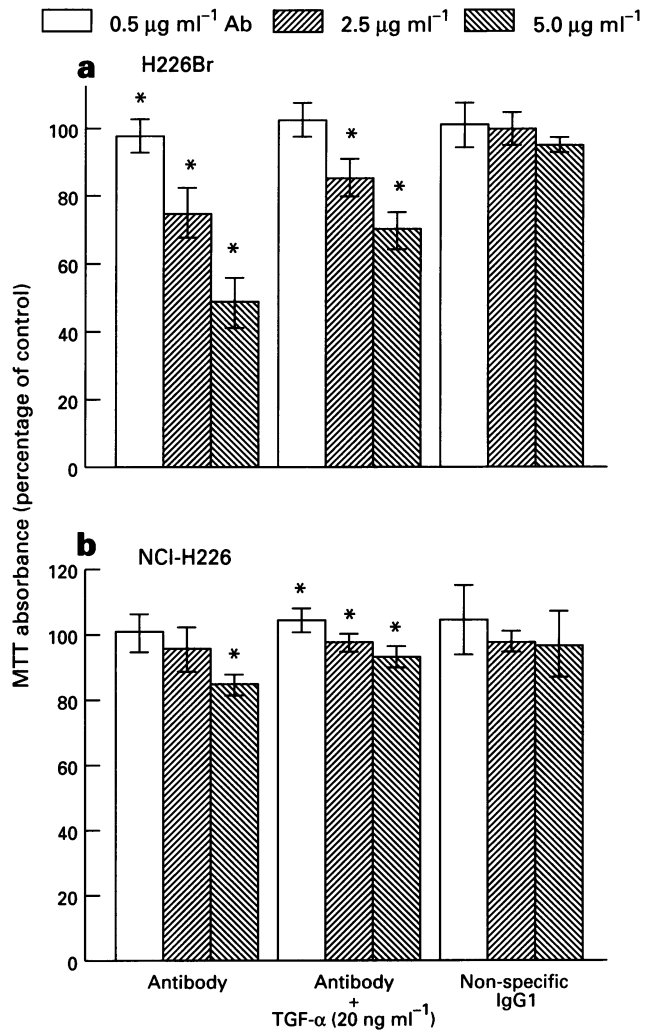 0.5 µg ml⁻¹ Ab 2.5 µg ml⁻¹ 5.0 µg ml⁻¹
a H226Br
* * * * *
100
80
60
40
20
0
MTT absorbance (percentage of control)
b NCI-H226
* * * *
120
100
80
60
40
20
0
Antibody
Antibody
+
TGF-α (20 ng ml⁻¹)
Non-specific
IgG1